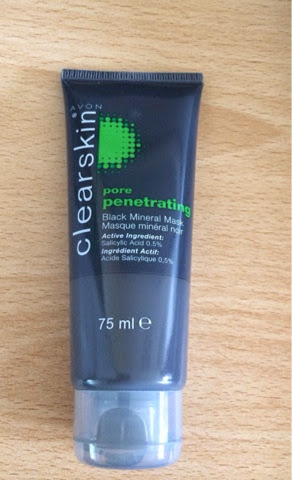 AVON
clearskin
pore
penetrating
Black Mineral Mask
Masque minéral noir
Active Ingredient:
Salicylic Acid 0.5%
Ingrédient Actif:
Acide Salicylique 0,5%
75 ml e